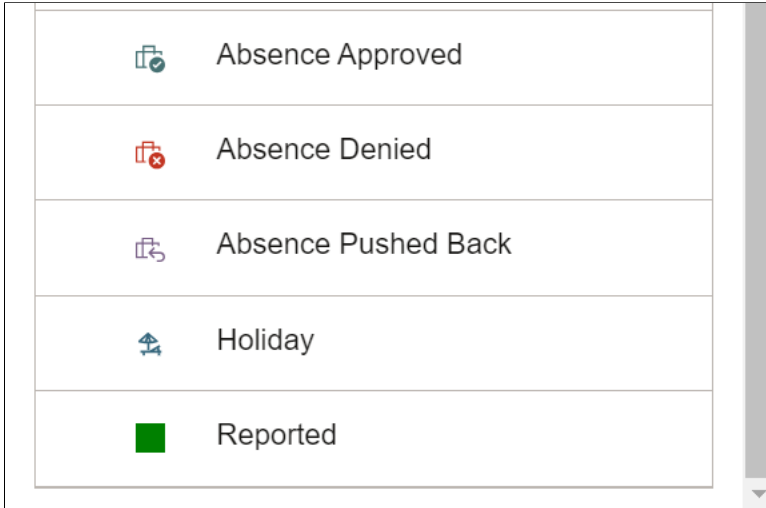 Absence Approved
Absence Denied
Absence Pushed Back
Holiday
Reported